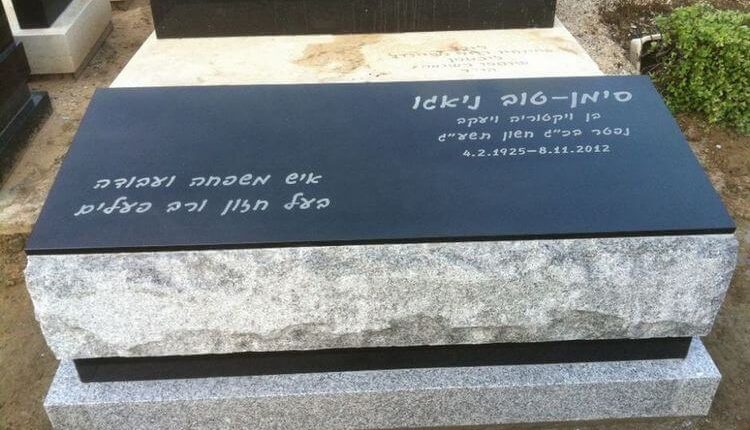 סימן-טוב ניאגו
בן ויקטוריה ויעקב
נפטר בכ"ג חשון תשע"ג
4.2.1925-8.11.2012
איש משפחה ועבודה
בעל חזון ורב פעלים